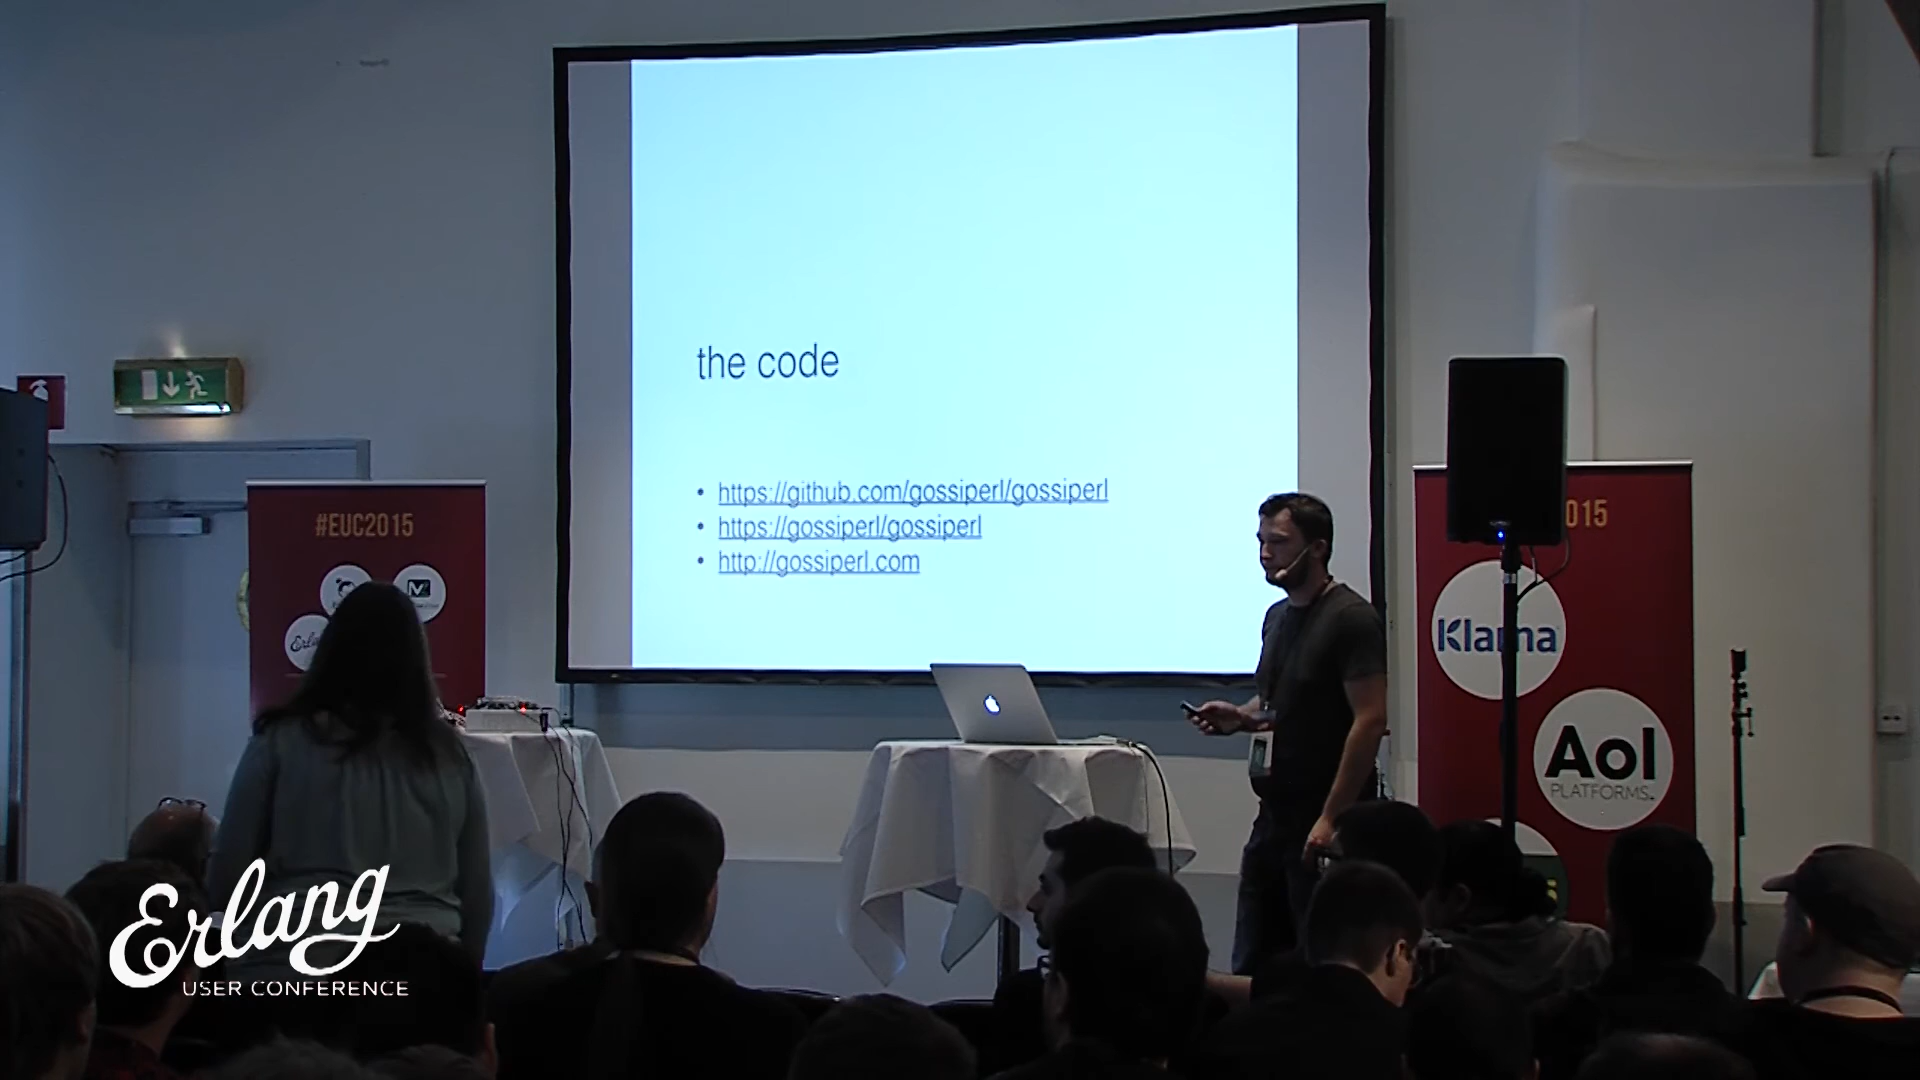 the code
• https://github.com/gossiperl/gossiperl
• https://gossiperl/gossiperl
• http://gossiperl.com
#EUC2015
015
Klarna
Aol
PLATFORMS.
Erlang
USER CONFERENCE